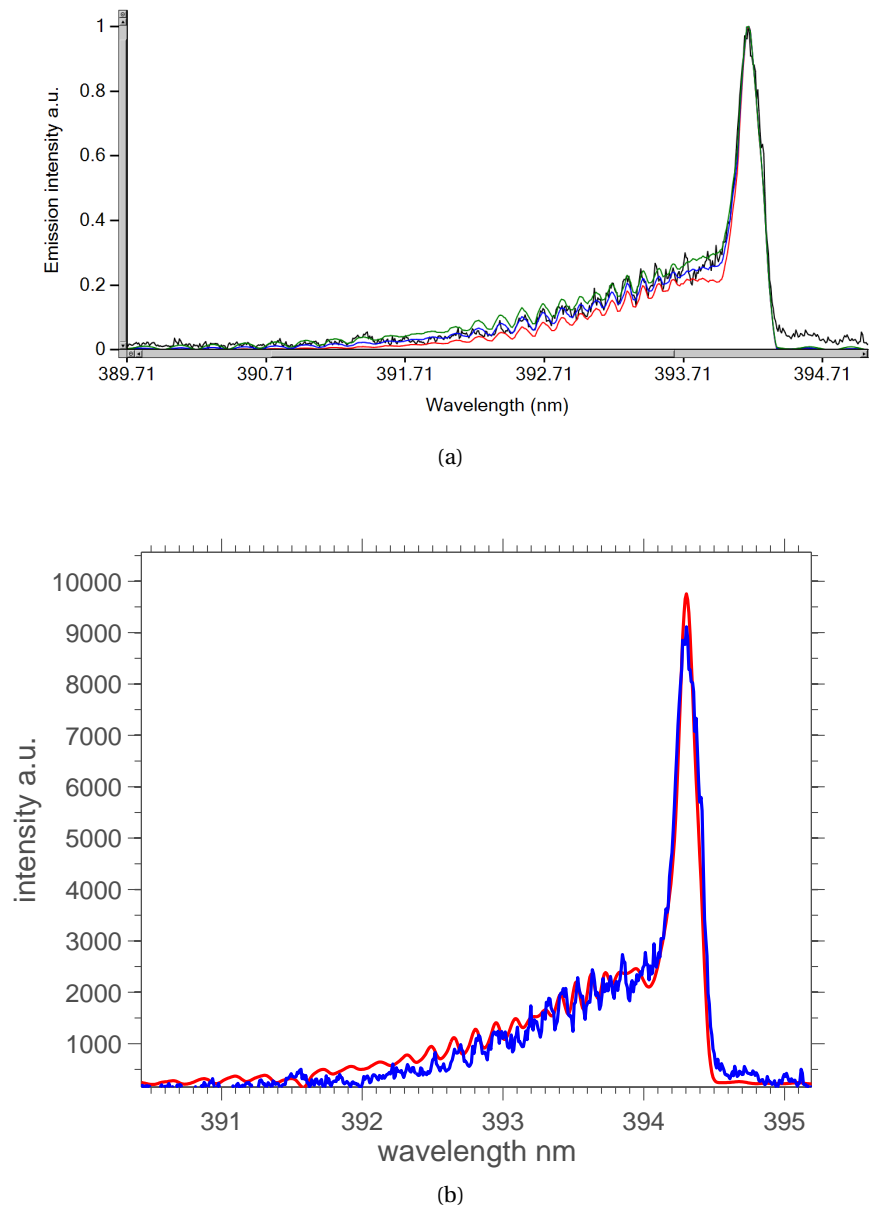 Emission intensity a.u.
1
0.8
0.6
0.4
0.2
0
389.71 390.71 391.71 392.71 393.71 394.71
Wavelength (nm)
(a)
intensity a.u.
10000
9000
8000
7000
6000
5000
4000
3000
2000
1000
391 392 393 394 395
wavelength nm
(b)